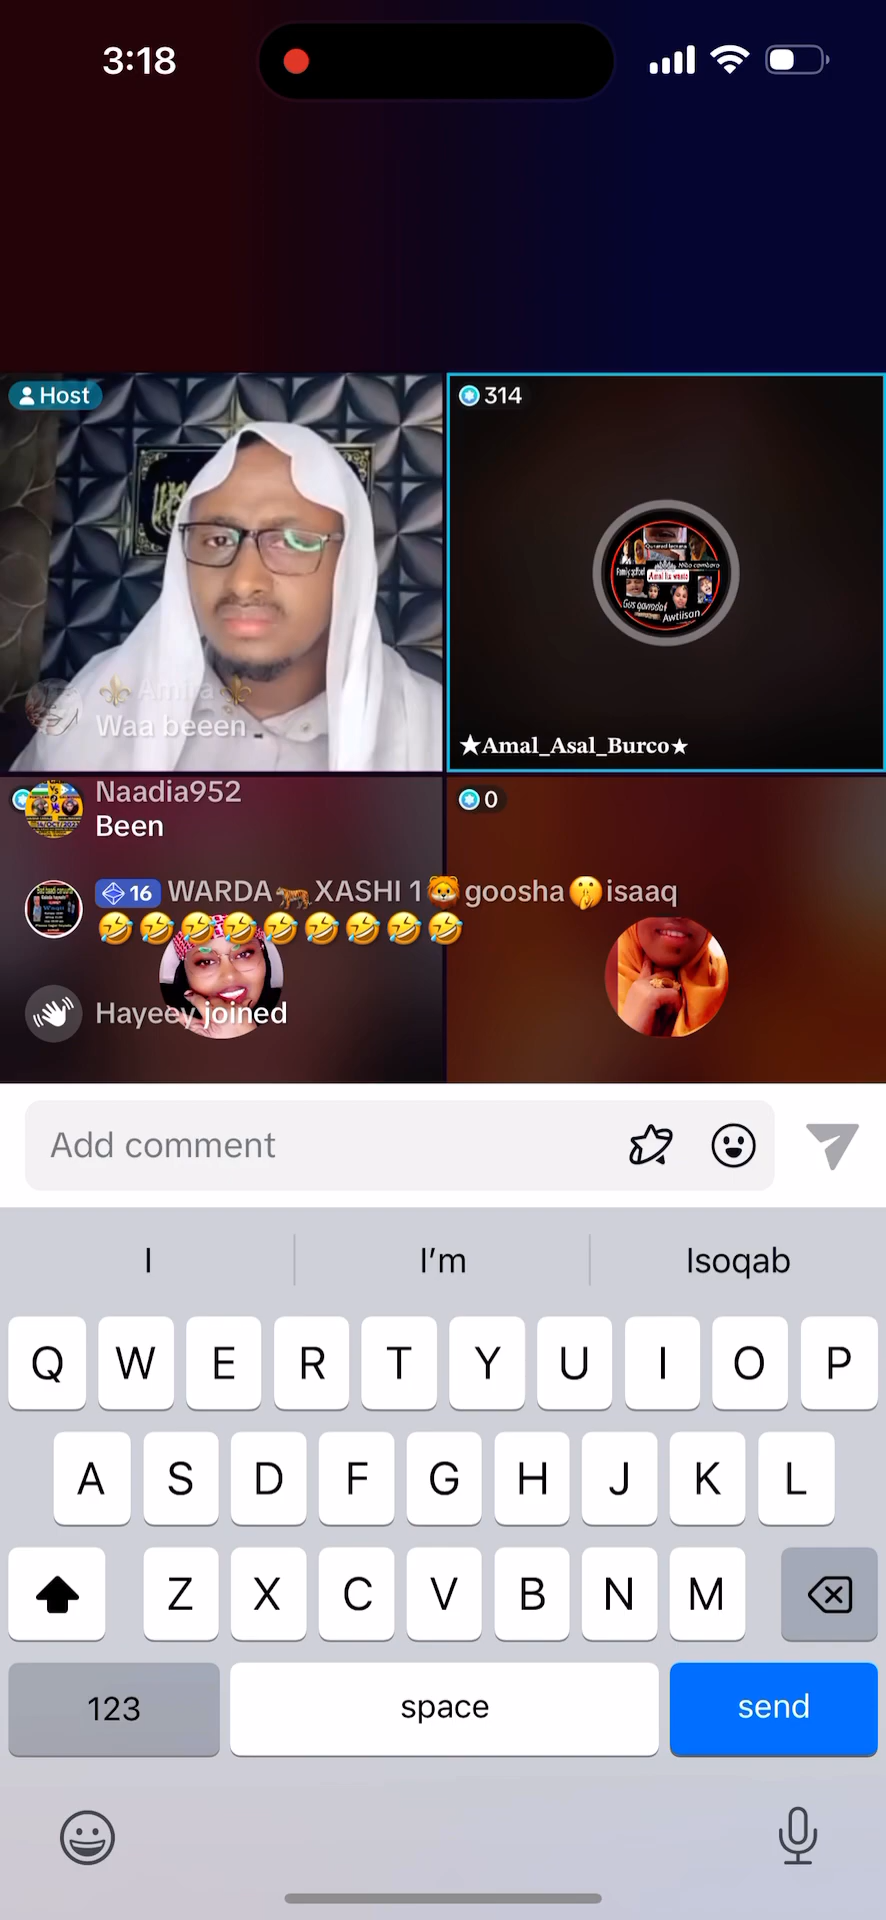 3:18
Host
314
⚜️Amira⚜️
Waa beeen
★Amal_Asal_Burco★
Naadia952
Been
0
16 WARDA🐅XASHI 1🦁goosha🤫isaaq
🤣🤣🤣🤣🤣🤣🤣🤣🤣
Hayeey joined
Add comment
I I'm Isoqab
Q W E R T Y U I O P
A S D F G H J K L
Z X C V B N M
123 space send